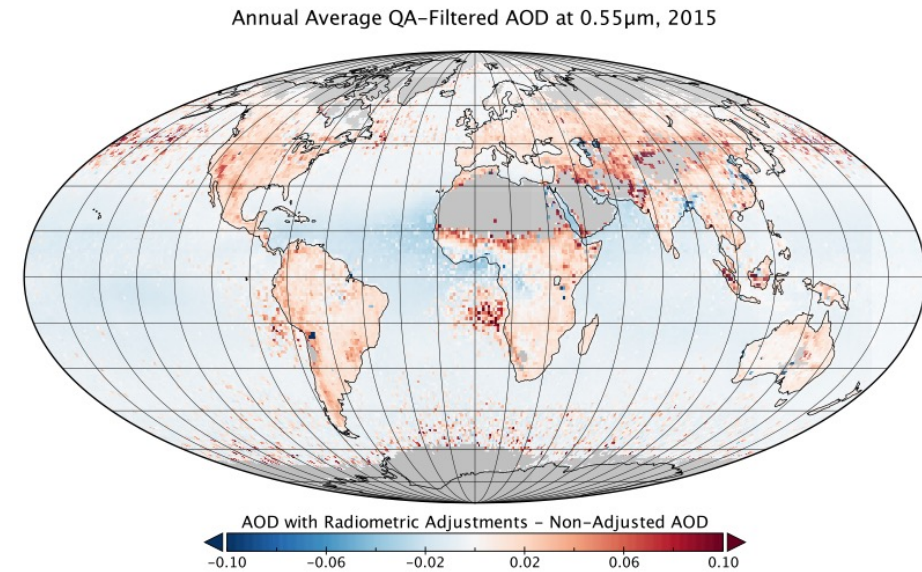 Annual Average QA-Filtered AOD at 0.55µm, 2015
AOD with Radiometric Adjustments - Non-Adjusted AOD
-0.10 -0.06 -0.02 0.02 0.06 0.10